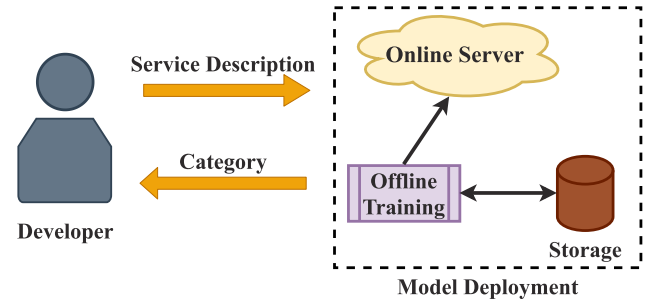 Service Description
Category
Developer
Online Server
Offline
Training
Storage
Model Deployment